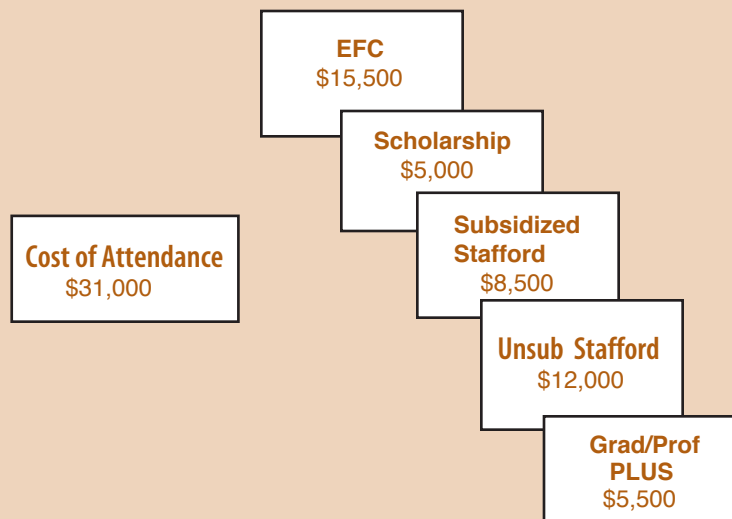 EFC
$15,500
Scholarship
$5,000
Subsidized
Stafford
$8,500
Cost of Attendance
$31,000
Unsub Stafford
$12,000
Grad/Prof
PLUS
$5,500